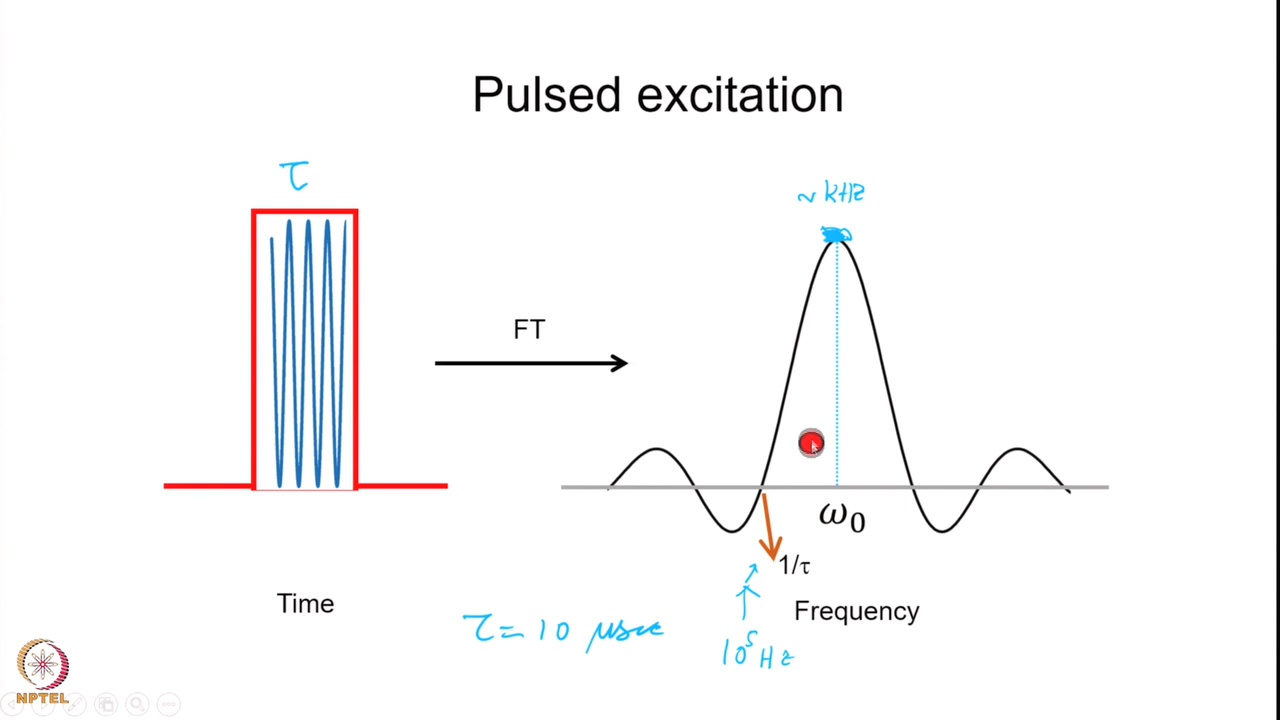 Pulsed excitation
τ
~ kHz
FT
ω₀
1/τ
Time
Frequency
τ = 10 μsec
10⁵ Hz
NPTEL